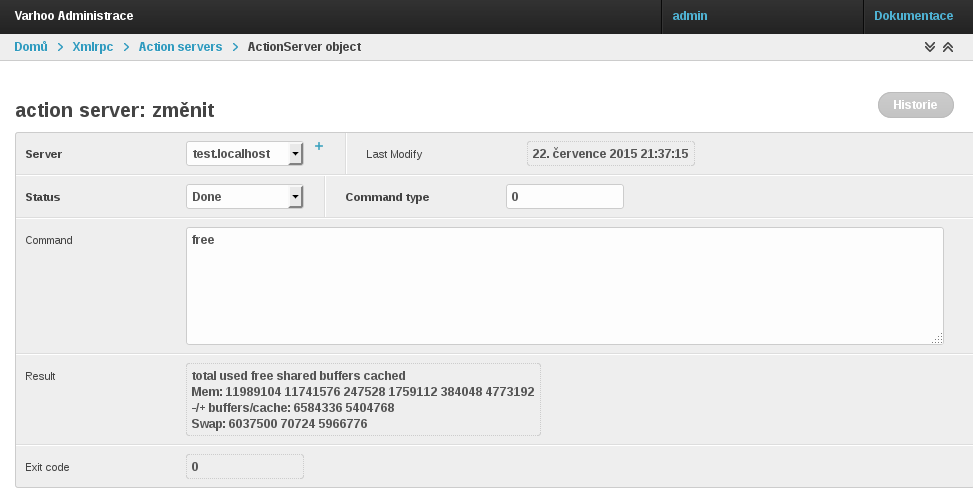 Varhoo Administrace admin Dokumentace
Domů > Xmlrpc > Action servers > ActionServer object
action server: změnit Historie
Server test.localhost + Last Modify 22. července 2015 21:37:15
Status Done Command type 0
Command free
Result total used free shared buffers cached
Mem: 11989104 11741576 247528 1759112 384048 4773192
-/+ buffers/cache: 6584336 5404768
Swap: 6037500 70724 5966776
Exit code 0